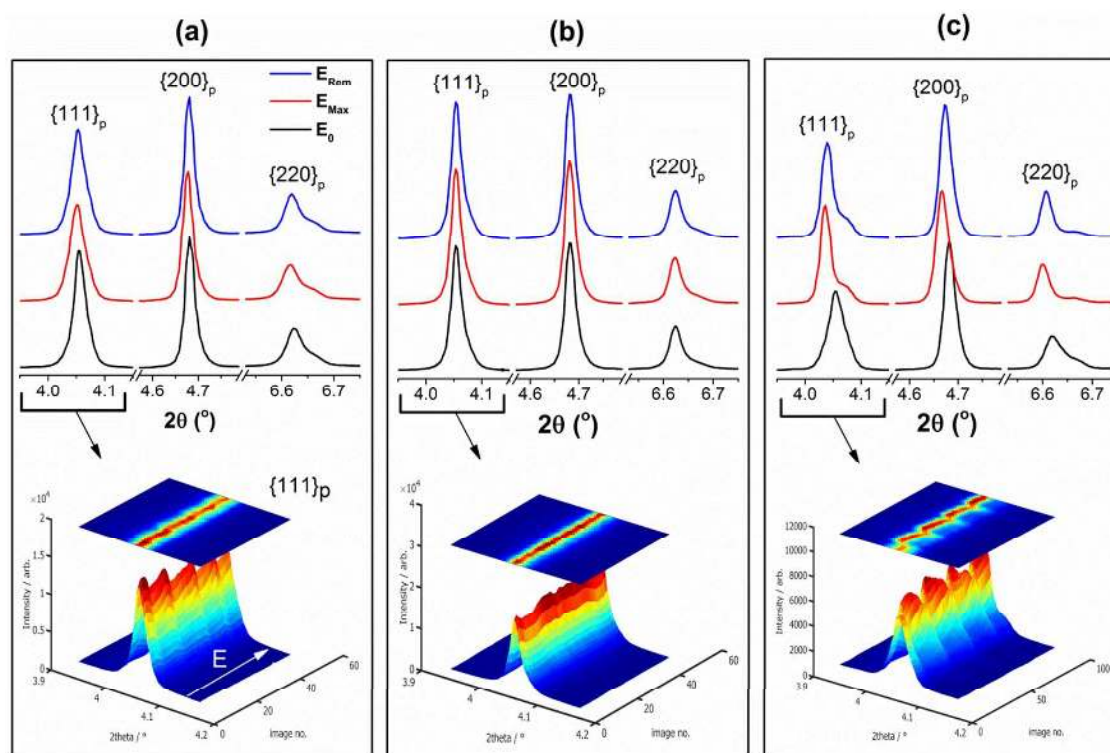 (a)
E_Rem
E_Max
E_0
{111}p
{200}p
{220}p
4.0 4.1 4.6 4.7 6.6 6.7
2θ (°)
{111}p
×10⁴
2
1.5
1
0.5
0
Intensity / arb.
E
3.9 4 4.1 4.2
2theta / °
0 20 40 60
image no.
(b)
{111}p
{200}p
{220}p
4.0 4.1 4.6 4.7 6.6 6.7
2θ (°)
×10⁴
4
3
2
1
0
Intensity / arb.
3.9 4 4.1 4.2
2theta / °
0 20 40 60
image no.
(c)
{111}p
{200}p
{220}p
4.0 4.1 4.6 4.7 6.6 6.7
2θ (°)
12000
10000
8000
6000
4000
2000
0
Intensity / arb.
3.9 4 4.1 4.2
2theta / °
0 50 100
image no.